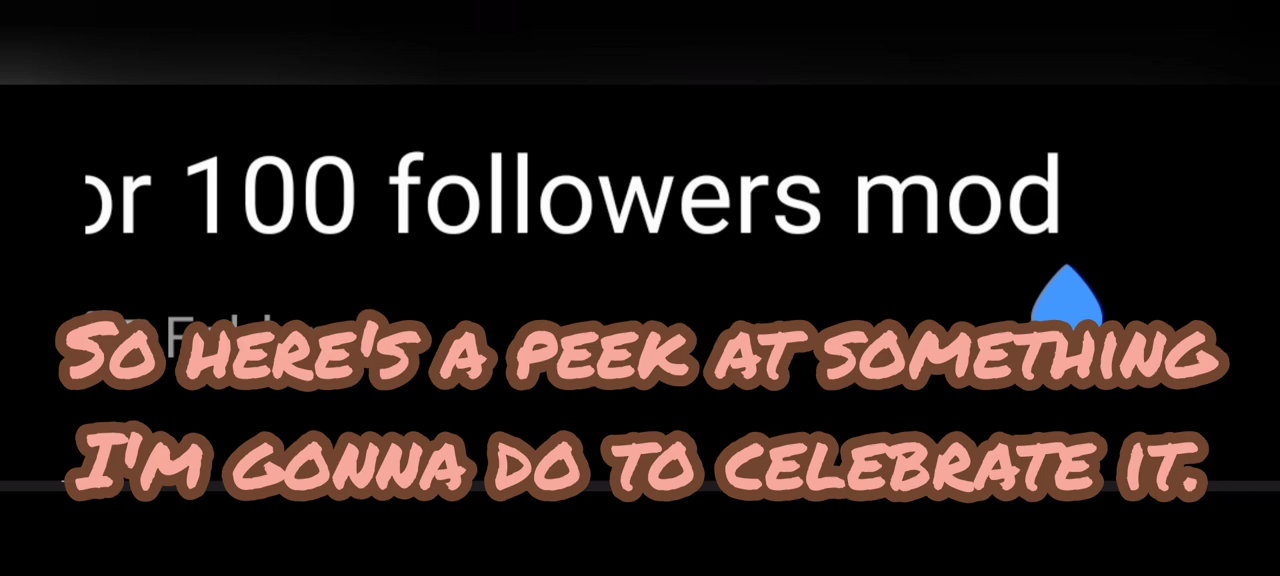 or 100 followers mod
So here's a peek at something
I'm gonna do to celebrate it.